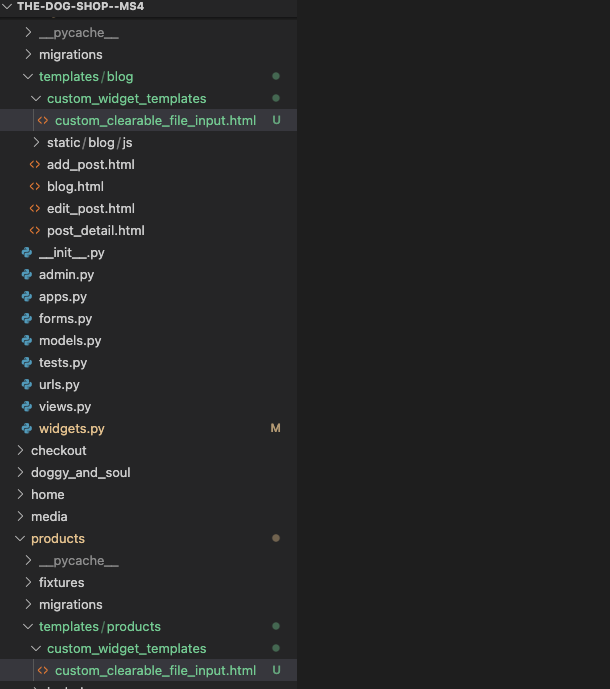 THE-DOG-SHOP--MS4
__pycache__
migrations
templates/blog
custom_widget_templates
<> custom_clearable_file_input.html U
static/blog/js
<> add_post.html
<> blog.html
<> edit_post.html
<> post_detail.html
__init__.py
admin.py
apps.py
forms.py
models.py
tests.py
urls.py
views.py
widgets.py M
checkout
doggy_and_soul
home
media
products
__pycache__
fixtures
migrations
templates/products
custom_widget_templates
<> custom_clearable_file_input.html U